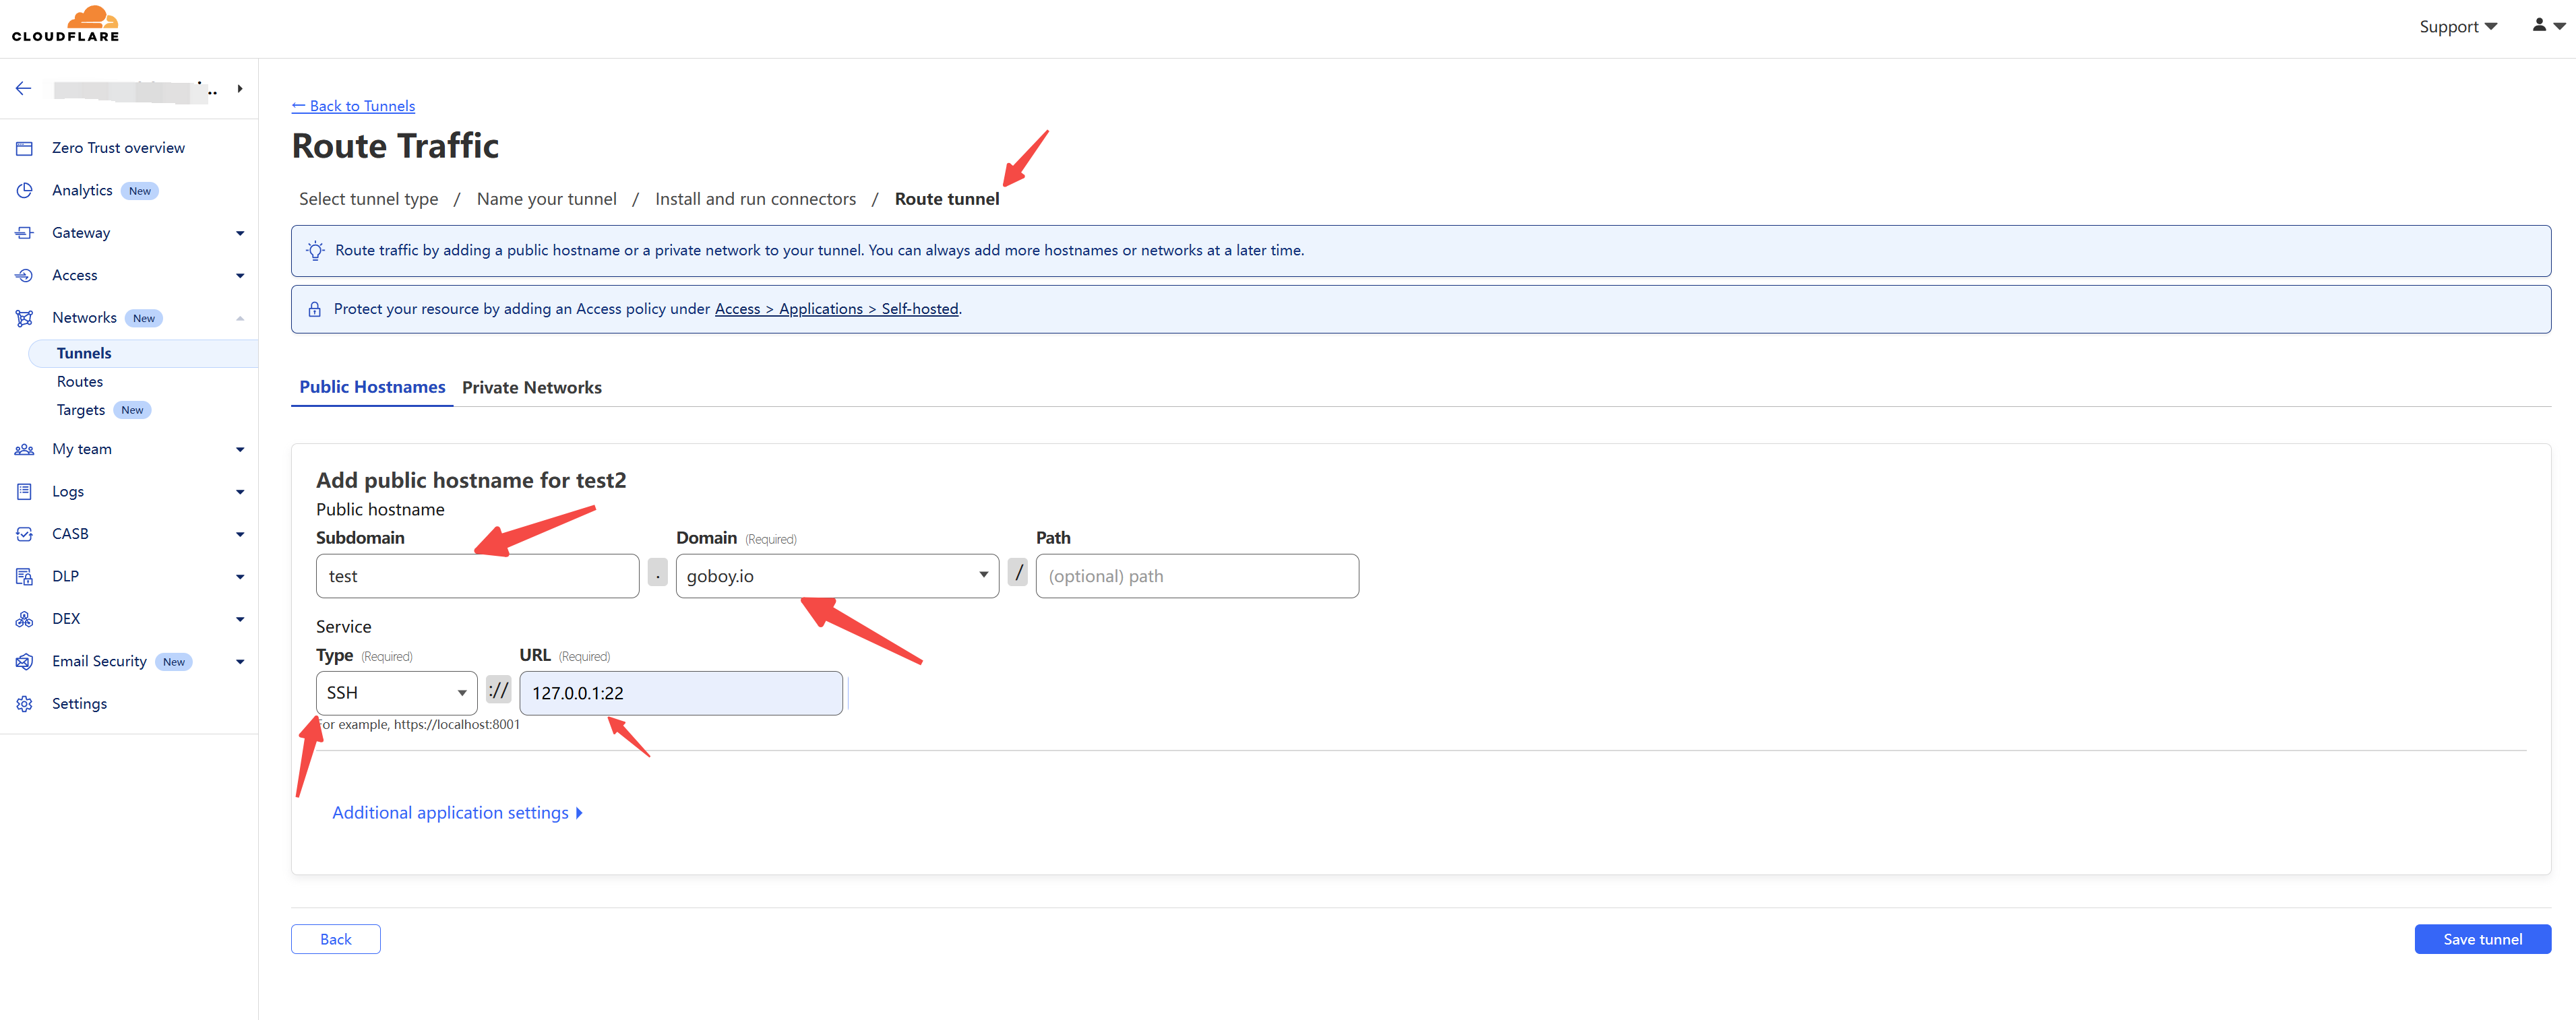 CLOUDFLARE
Support
← Back to Tunnels
Route Traffic
Select tunnel type / Name your tunnel / Install and run connectors / Route tunnel
Route traffic by adding a public hostname or a private network to your tunnel. You can always add more hostnames or networks at a later time.
Protect your resource by adding an Access policy under Access > Applications > Self-hosted.
Zero Trust overview
Analytics New
Gateway
Access
Networks New
Tunnels
Routes
Targets New
My team
Logs
CASB
DLP
DEX
Email Security New
Settings
Public Hostnames Private Networks
Add public hostname for test2
Public hostname
Subdomain Domain (Required) Path
test . goboy.io / (optional) path
Service
Type (Required) URL (Required)
SSH :// 127.0.0.1:22
For example, https://localhost:8001
Additional application settings
Back Save tunnel